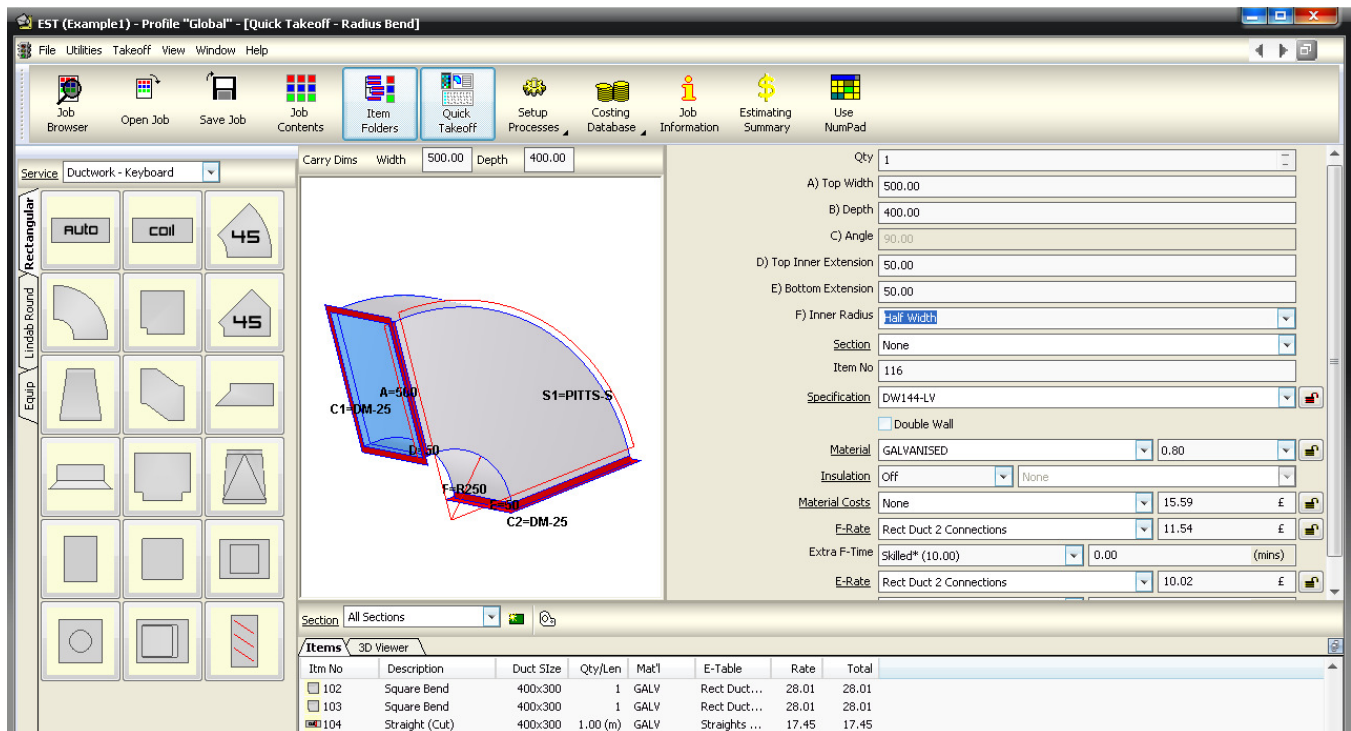 EST (Example1) - Profile "Global" - [Quick Takeoff - Radius Bend]
File Utilities Takeoff View Window Help
Job Browser Open Job Save Job Job Contents Item Folders Quick Takeoff Setup Processes Costing Database Job Information Estimating Summary Use NumPad
Service Ductwork - Keyboard
Rectangular
Lindab Round
Equip
AUTO COIL 45
45
Carry Dims Width 500.00 Depth 400.00
A=500
C1=DM-25
S1=PITTS-S
D=50
F=R250
E=50
C2=DM-25
Qty 1
A) Top Width 500.00
B) Depth 400.00
C) Angle 90.00
D) Top Inner Extension 50.00
E) Bottom Extension 50.00
F) Inner Radius Half Width
Section None
Item No 116
Specification DW144-LV
Double Wall
Material GALVANISED 0.80
Insulation Off None
Material Costs None 15.59 £
F-Rate Rect Duct 2 Connections 11.54 £
Extra F-Time Skilled* (10.00) 0.00 (mins)
E-Rate Rect Duct 2 Connections 10.02 £
Section All Sections
Items 3D Viewer
Itm No Description Duct SIze Qty/Len Mat'l E-Table Rate Total
102 Square Bend 400x300 1 GALV Rect Duct... 28.01 28.01
103 Square Bend 400x300 1 GALV Rect Duct... 28.01 28.01
104 Straight (Cut) 400x300 1.00 (m) GALV Straights ... 17.45 17.45